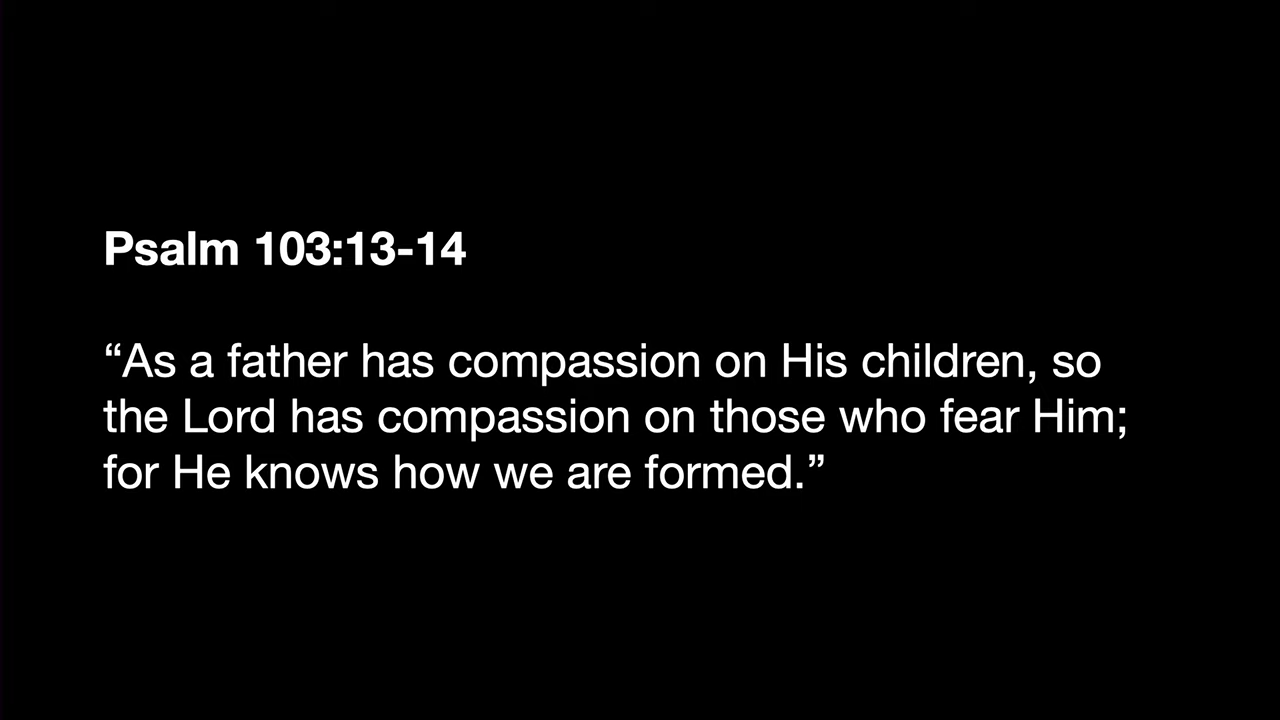 Psalm 103:13-14
“As a father has compassion on His children, so
the Lord has compassion on those who fear Him;
for He knows how we are formed.”